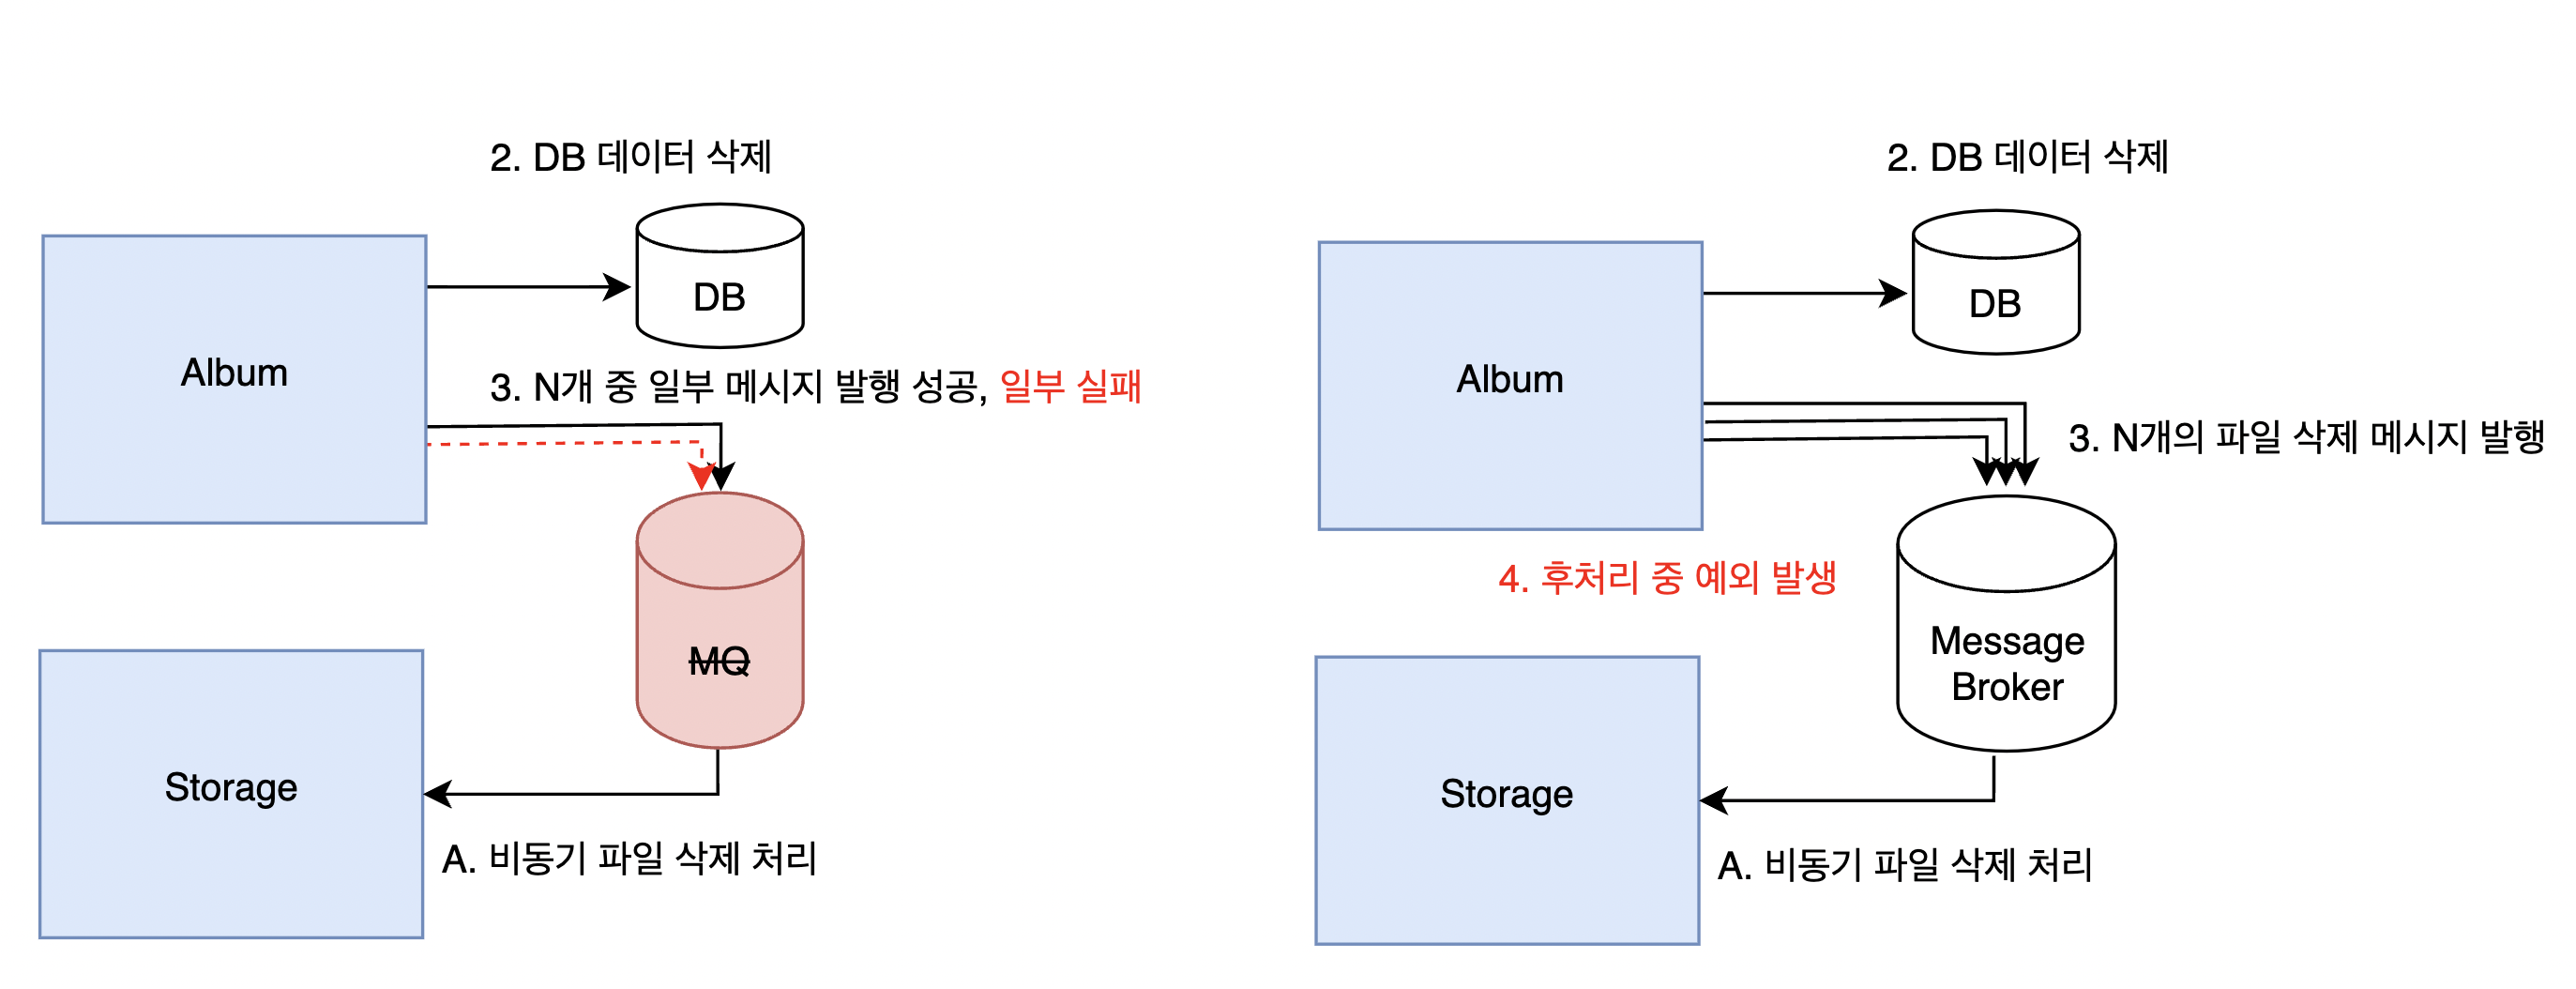 2. DB 데이터 삭제
DB
Album
3. N개 중 일부 메시지 발행 성공, 일부 실패
MQ
Storage
A. 비동기 파일 삭제 처리
2. DB 데이터 삭제
DB
Album
3. N개의 파일 삭제 메시지 발행
4. 후처리 중 예외 발생
Message
Broker
Storage
A. 비동기 파일 삭제 처리